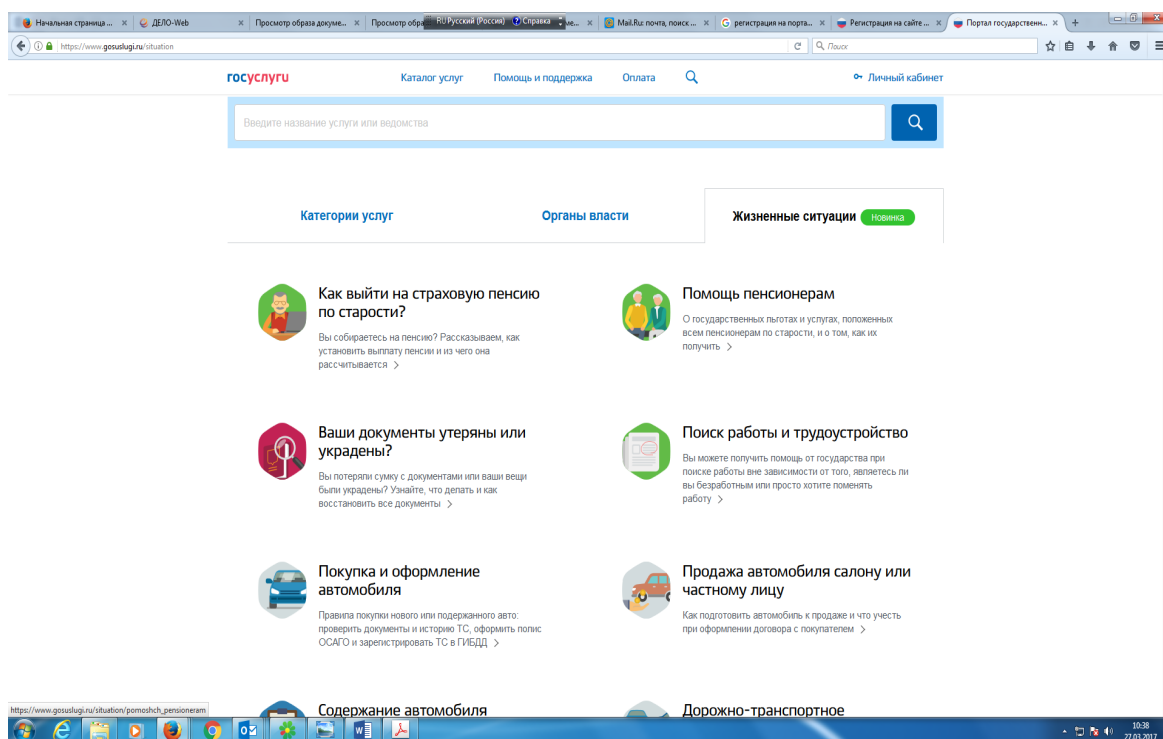 Начальная страница ...
ДЕЛО-Web
Просмотр образа докуме...
Просмотр обра
RU Русский (Россия)
Справка
ме...
Mail.Ru: почта, поиск ...
регистрация на порта...
Регистрация на сайте ...
Портал государственн...
https://www.gosuslugi.ru/situation
Поиск
госуслуги
Каталог услуг
Помощь и поддержка
Оплата
Личный кабинет
Введите название услуги или ведомства
Категории услуг
Органы власти
Жизненные ситуации
Новинка
Как выйти на страховую пенсию
по старости?
Вы собираетесь на пенсию? Рассказываем, как
установить выплату пенсии и из чего она
рассчитывается >
Помощь пенсионерам
О государственных льготах и услугах, положенных
всем пенсионерам по старости, и о том, как их
получить >
Ваши документы утеряны или
украдены?
Вы потеряли сумку с документами или ваши вещи
были украдены? Узнайте, что делать и как
восстановить все документы >
Поиск работы и трудоустройство
Вы можете получить помощь от государства при
поиске работы вне зависимости от того, являетесь ли
вы безработным или просто хотите поменять
работу >
Покупка и оформление
автомобиля
Правила покупки нового или подержанного авто:
проверить документы и историю ТС, оформить полис
ОСАГО и зарегистрировать ТС в ГИБДД >
Продажа автомобиля салону или
частному лицу
Как подготовить автомобиль к продаже и что учесть
при оформлении договора с покупателем >
Содержание автомобиля
Дорожно-транспортное
https://www.gosuslugi.ru/situation/pomoshch_pensioneram
10:38
27.03.2017